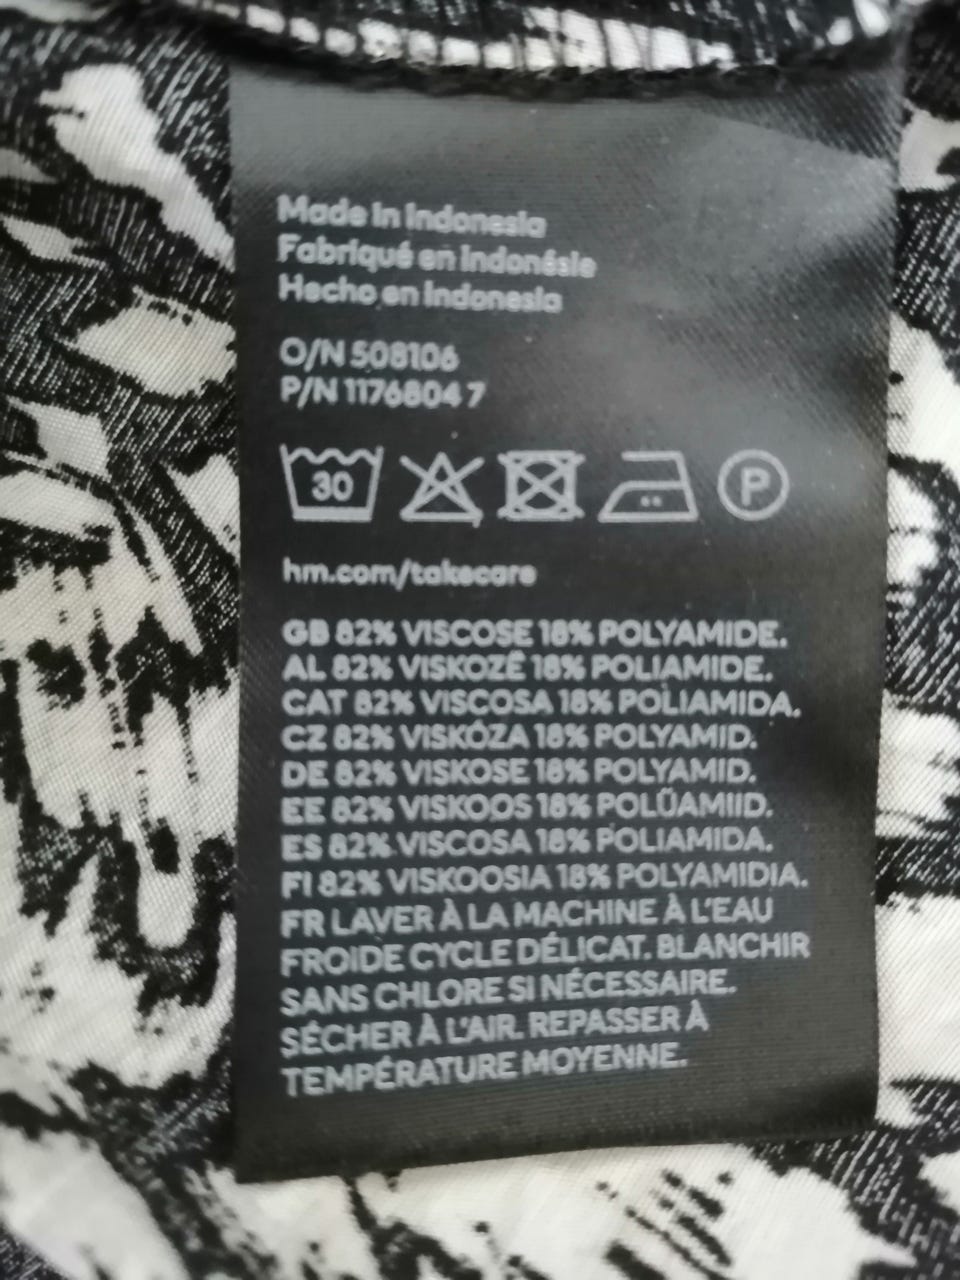 Made in Indonesia
Fabriqué en Indonésie
Hecho en Indonesia
O/N 508106
P/N 11768047
30 P
hm.com/takecare
GB 82% VISCOSE 18% POLYAMIDE.
AL 82% VISKOZË 18% POLIAMIDE.
CAT 82% VISCOSA 18% POLIAMIDA.
CZ 82% VISKÓZA 18% POLYAMID.
DE 82% VISKOSE 18% POLYAMID.
EE 82% VISKOOS 18% POLÜAMIID.
ES 82% VISCOSA 18% POLIAMIDA.
FI 82% VISKOOSIA 18% POLYAMIDIA.
FR LAVER À LA MACHINE À L'EAU
FROIDE CYCLE DÉLICAT. BLANCHIR
SANS CHLORE SI NÉCESSAIRE.
SÉCHER À L'AIR. REPASSER À
TEMPÉRATURE MOYENNE.